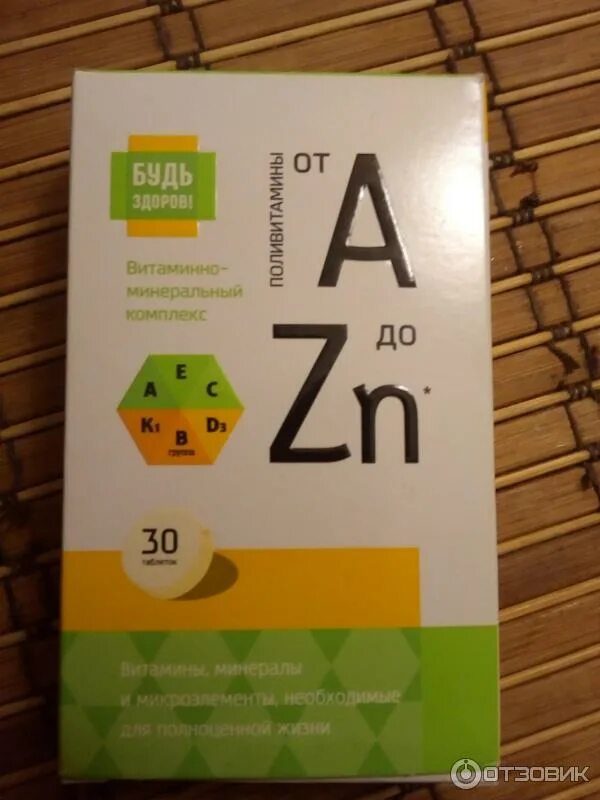 БУДЬ
ЗДОРОВ!
Витаминно-
минеральный
комплекс
ПОЛИВИТАМИНЫ
ОТ
А
ДО
Zn*
E
A
C
K1
D3
B
группа
30
таблеток
Витамины, минералы
и микроэлементы, необходимые
для полноценной жизни
ОТЗОВИК